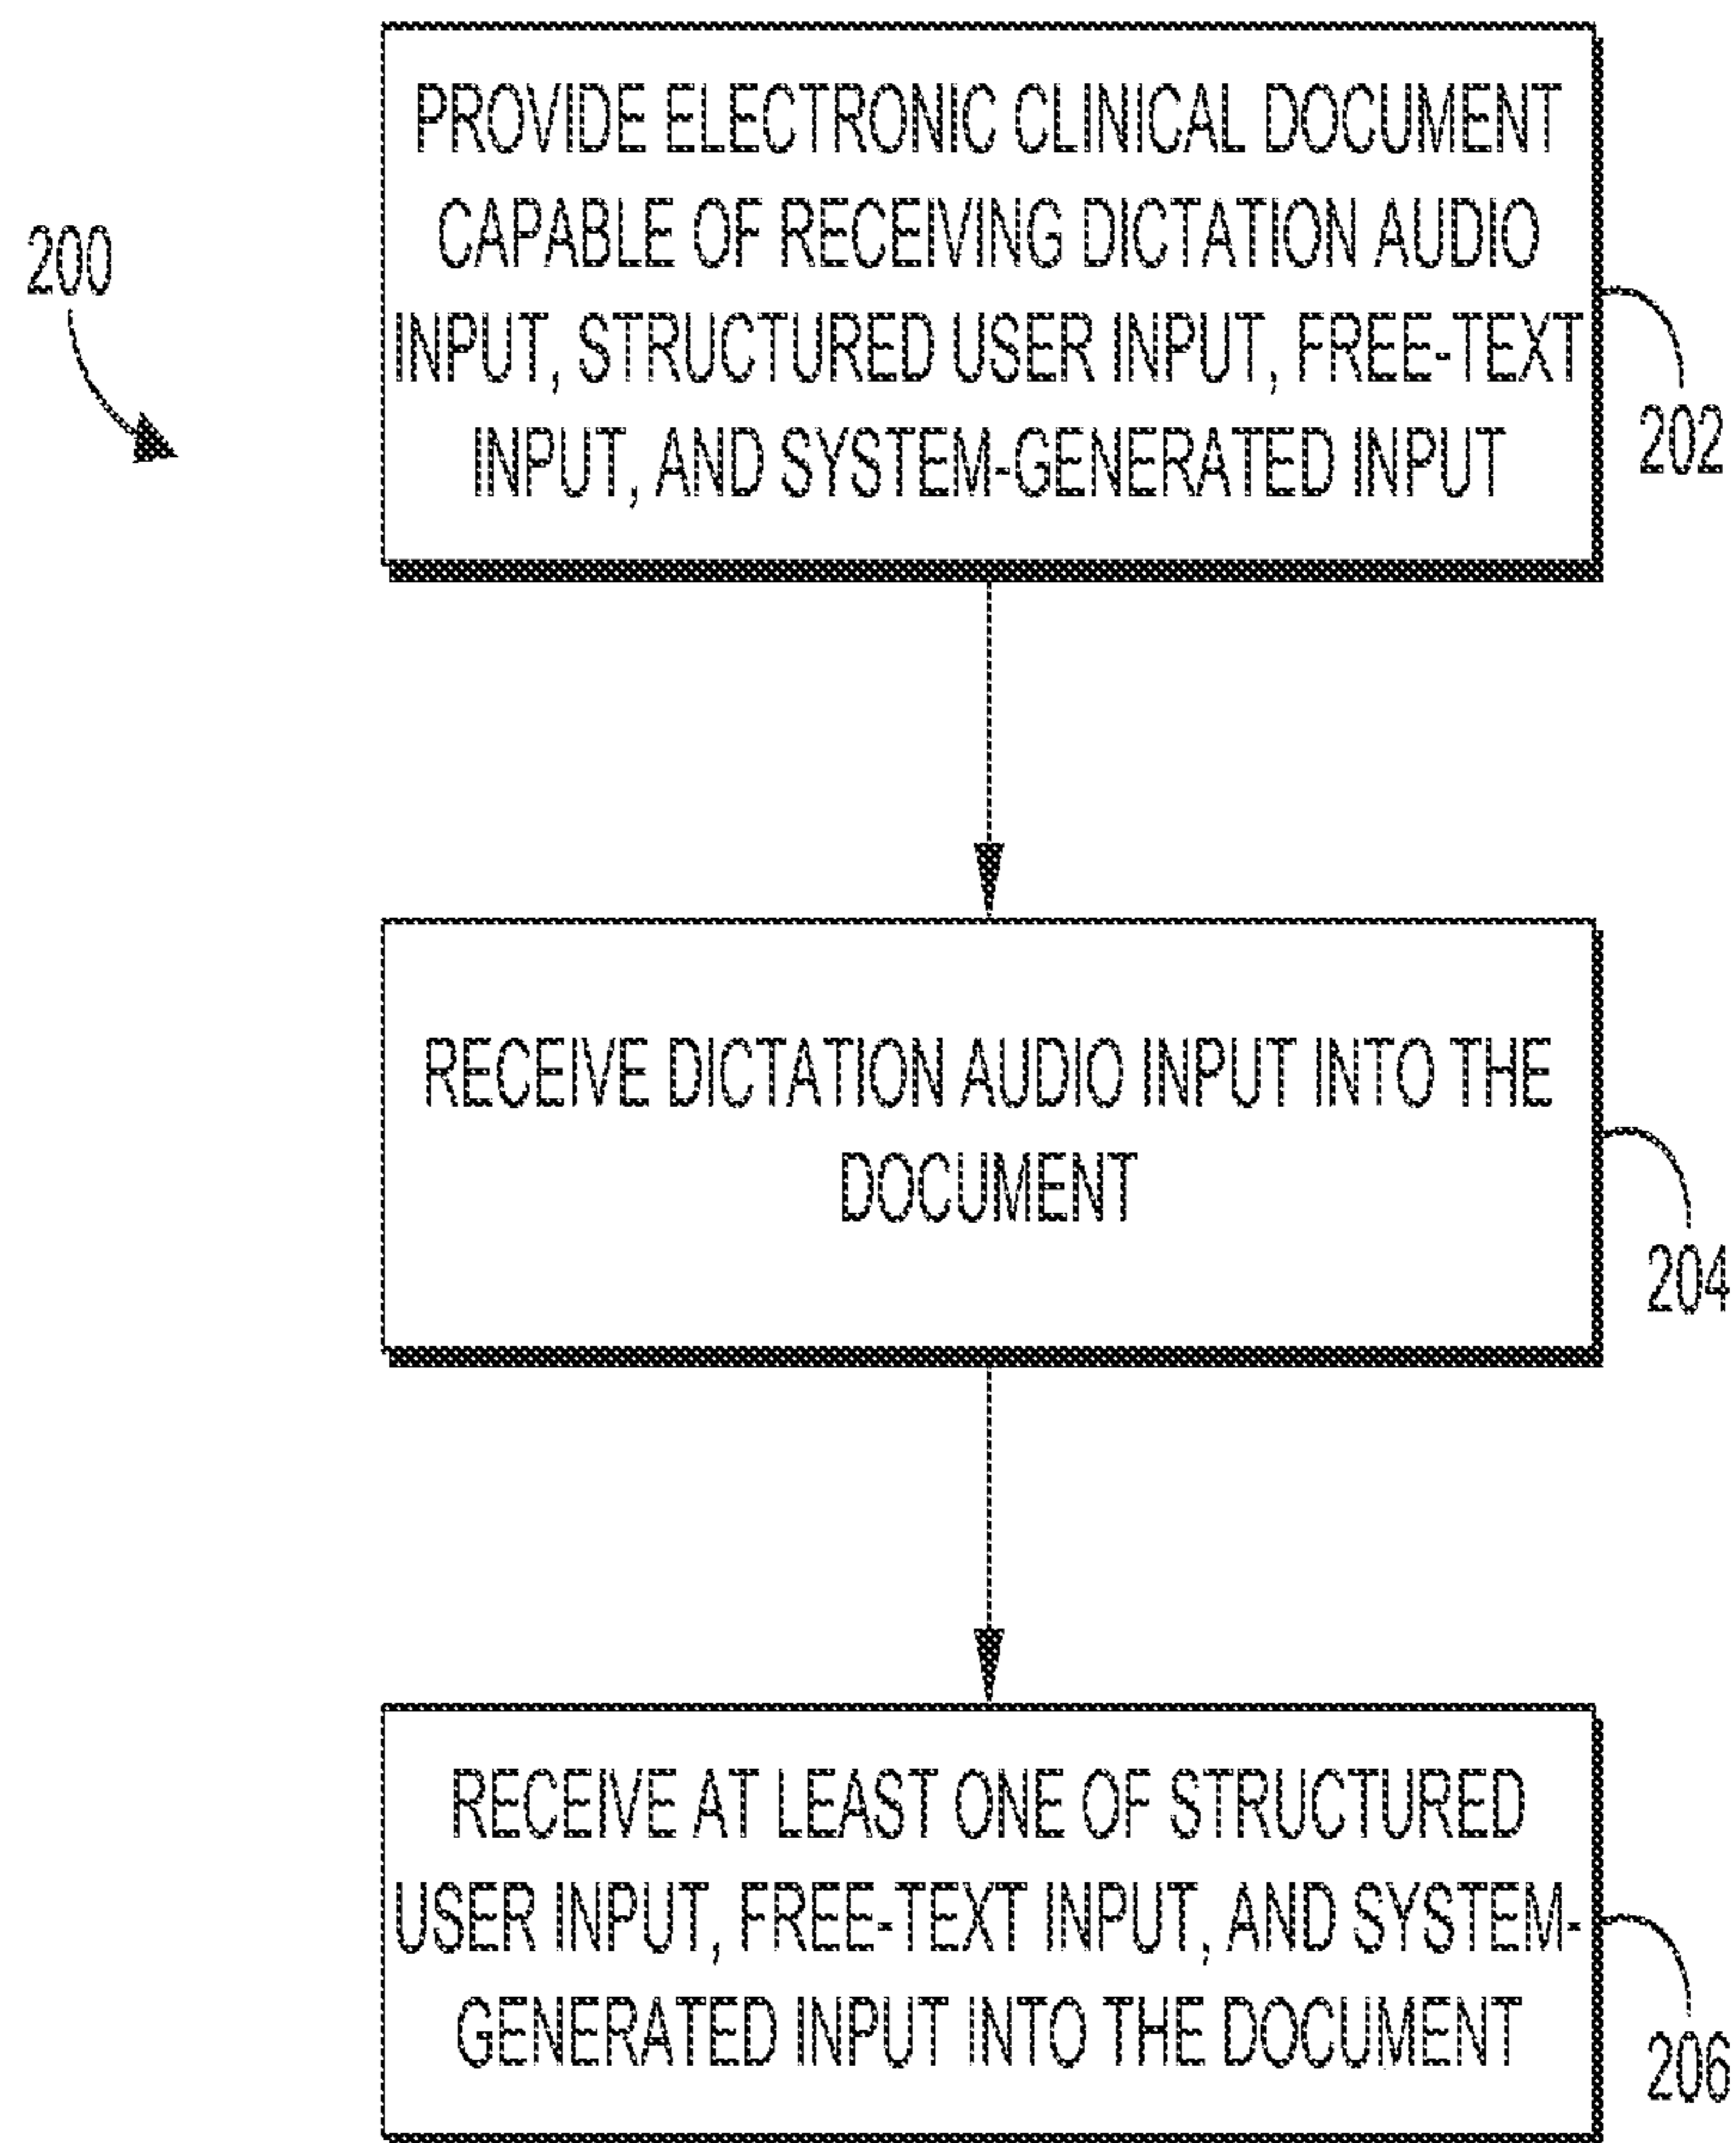 200
PROVIDE ELECTRONIC CLINICAL DOCUMENT
CAPABLE OF RECEIVING DICTATION AUDIO
INPUT, STRUCTURED USER INPUT, FREE-TEXT
INPUT, AND SYSTEM-GENERATED INPUT
202
RECEIVE DICTATION AUDIO INPUT INTO THE
DOCUMENT
204
RECEIVE AT LEAST ONE OF STRUCTURED
USER INPUT, FREE-TEXT INPUT, AND SYSTEM-
GENERATED INPUT INTO THE DOCUMENT
206